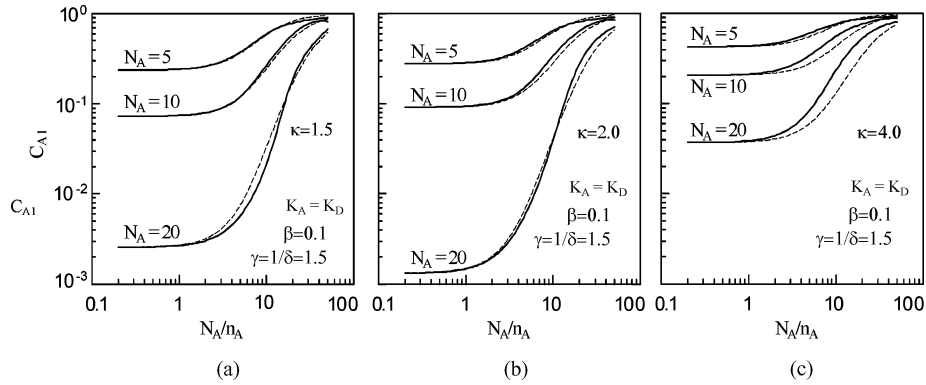 10⁰
10⁻¹
10⁻²
10⁻³
C_A1
C_A1
N_A=5
N_A=10
N_A=20
κ=1.5
K_A = K_D
β=0.1
γ=1/δ=1.5
0.1 1 10 100
N_A/n_A
(a)
N_A=5
N_A=10
N_A=20
κ=2.0
K_A = K_D
β=0.1
γ=1/δ=1.5
0.1 1 10 100
N_A/n_A
(b)
N_A=5
N_A=10
N_A=20
κ=4.0
K_A = K_D
β=0.1
γ=1/δ=1.5
0.1 1 10 100
N_A/n_A
(c)